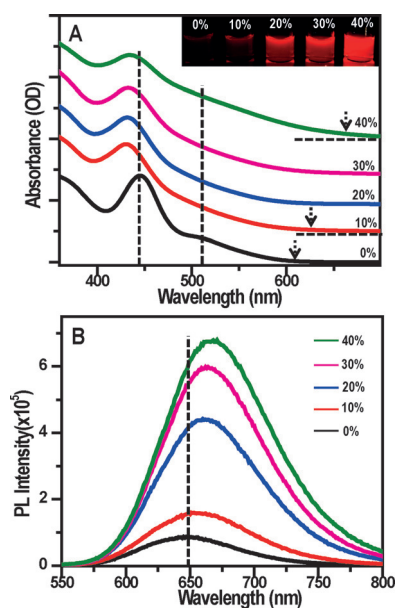 A
0% 10% 20% 30% 40%
Absorbance (OD)
40%
30%
20%
10%
0%
400 500 600
Wavelength (nm)
B
PL Intensity(x10⁵)
6
4
2
0
40%
30%
20%
10%
0%
550 600 650 700 750 800
Wavelength (nm)